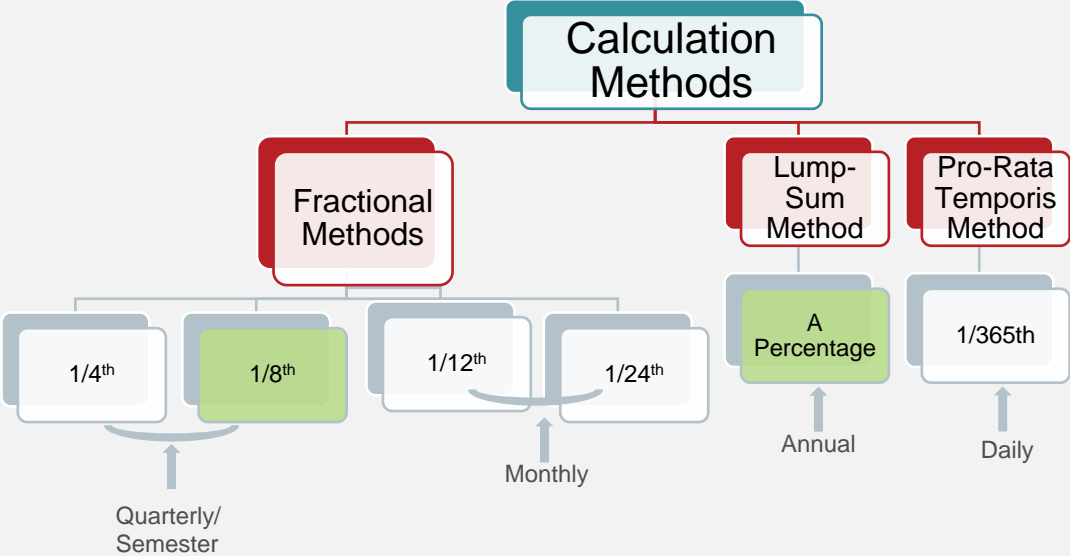 Calculation
Methods
Fractional
Methods
Lump-
Sum
Method
Pro-Rata
Temporis
Method
1/4th
1/8th
1/12th
1/24th
A
Percentage
1/365th
Quarterly/
Semester
Monthly
Annual
Daily